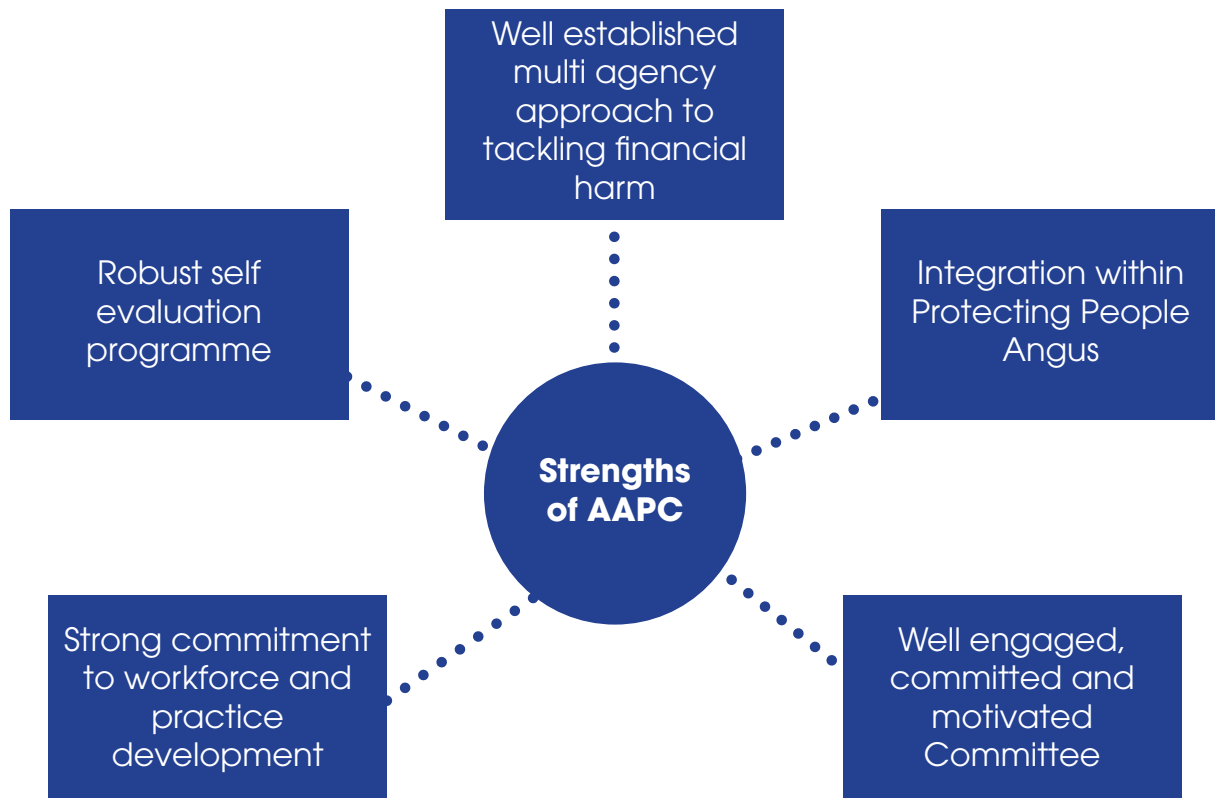 Well established
multi agency
approach to
tackling financial
harm
Robust self
evaluation
programme
Integration within
Protecting People
Angus
Strengths
of AAPC
Strong commitment
to workforce and
practice
development
Well engaged,
committed and
motivated
Committee